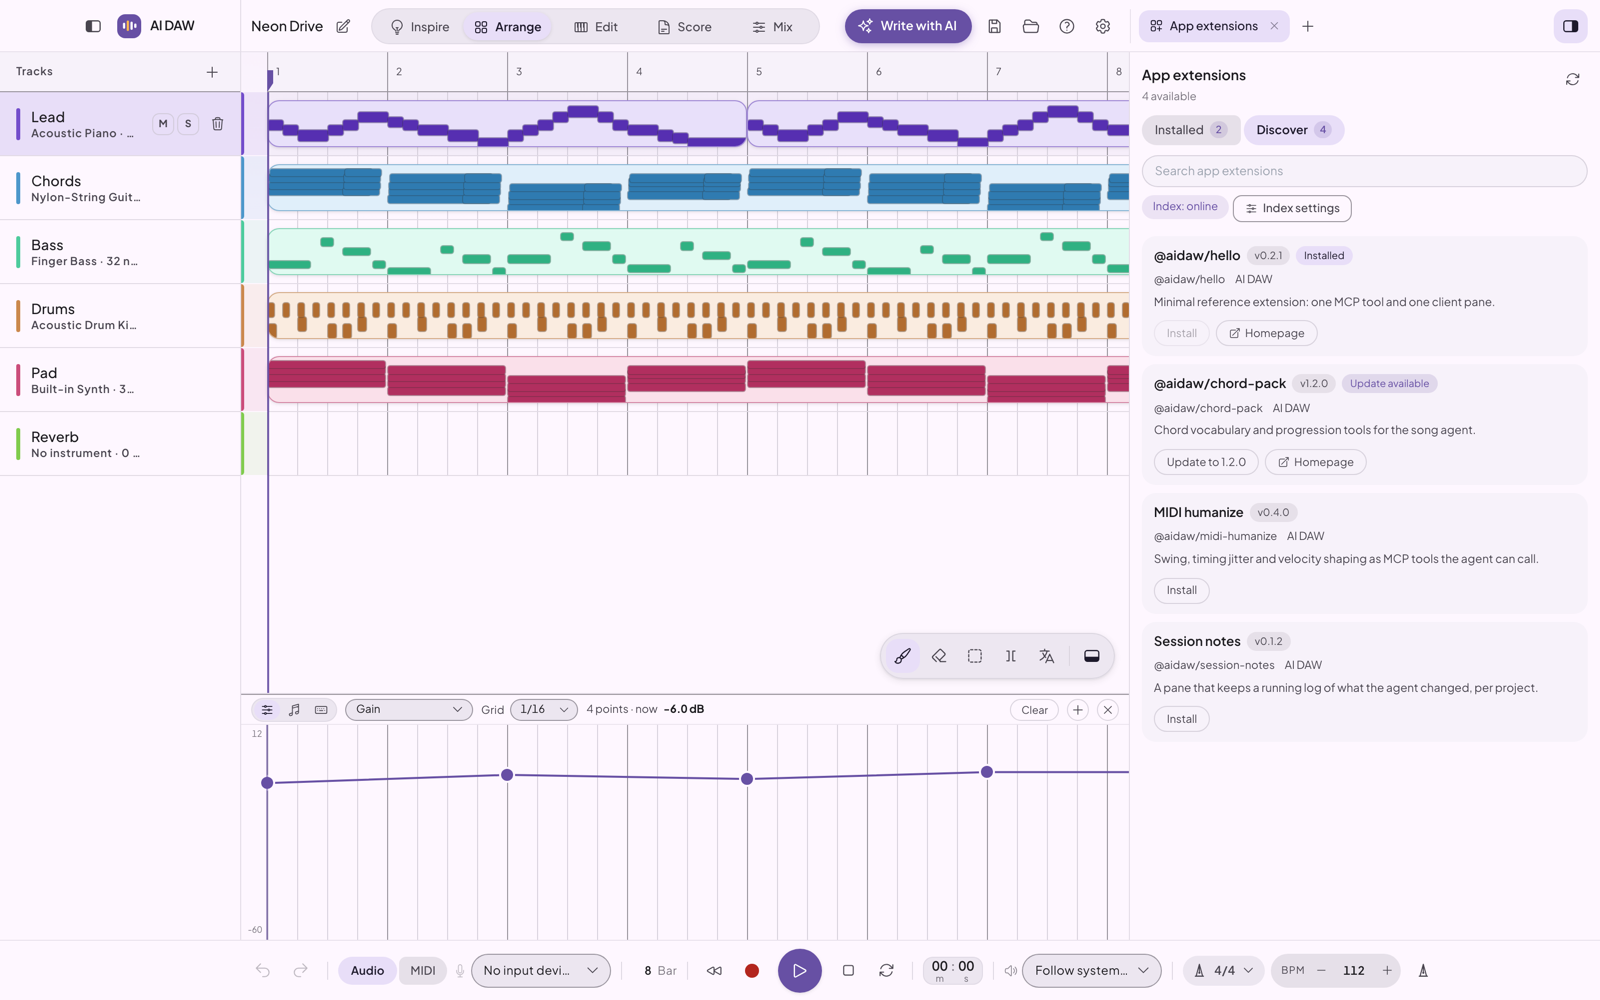 AI DAW
Neon Drive
Inspire
Arrange
Edit
Score
Mix
Write with AI
App extensions
Tracks
1 2 3 4 5 6 7 8
Lead
Acoustic Piano · ...
M S
Chords
Nylon-String Guit...
Bass
Finger Bass · 32 n...
Drums
Acoustic Drum Ki...
Pad
Built-in Synth · 3...
Reverb
No instrument · 0 ...
Gain
Grid
1/16
4 points · now -6.0 dB
Clear
12
-60
App extensions
4 available
Installed 2
Discover 4
Search app extensions
Index: online
Index settings
@aidaw/hello v0.2.1 Installed
@aidaw/hello AI DAW
Minimal reference extension: one MCP tool and one client pane.
Install
Homepage
@aidaw/chord-pack v1.2.0 Update available
@aidaw/chord-pack AI DAW
Chord vocabulary and progression tools for the song agent.
Update to 1.2.0
Homepage
MIDI humanize v0.4.0
@aidaw/midi-humanize AI DAW
Swing, timing jitter and velocity shaping as MCP tools the agent can call.
Install
Session notes v0.1.2
@aidaw/session-notes AI DAW
A pane that keeps a running log of what the agent changed, per project.
Install
Audio
MIDI
No input devi...
8 Bar
00 : 00
m s
Follow system...
4/4
BPM
112